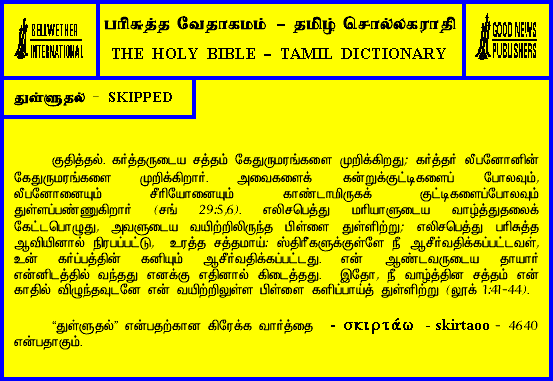 BELLWETHER
INTERNATIONAL
பரிசுத்த வேதாகமம் – தமிழ் சொல்லகராதி
THE HOLY BIBLE – TAMIL DICTIONARY
GOOD NEWS
PUBLISHERS
துள்ளுதல் – SKIPPED
குதித்தல். கர்த்தருடைய சத்தம் கேதுருமரங்களை முறிக்கிறது; கர்த்தர் லீபனோனின்
கேதுருமரங்களை முறிக்கிறார். அவைகளைக் கன்றுக்குட்டிகளைப் போலவும்,
லீபனோனையும் சீரியோனையும் காண்டாமிருகக் குட்டிகளைப்போலவும்
துள்ளப்பண்ணுகிறார் (சங் 29:5,6). எலிசபெத்து மரியாளுடைய வாழ்த்துதலைக்
கேட்டபொழுது, அவளுடைய வயிற்றிலிருந்த பிள்ளை துள்ளிற்று; எலிசபெத்து பரிசுத்த
ஆவியினால் நிரபப்பட்டு, உரத்த சத்தமாய்: ஸ்திரீகளுக்குள்ளே நீ ஆசீர்வதிக்கப்பட்டவள்,
உன் கர்ப்பத்தின் கனியும் ஆசீர்வதிக்கப்பட்டது. என் ஆண்டவருடைய தாயார்
என்னிடத்தில் வந்தது எனக்கு எதினால் கிடைத்தது. இதோ, நீ வாழ்த்தின சத்தம் என்
காதில் விழுந்தவுடனே என் வயிற்றிலுள்ள பிள்ளை களிப்பாய்த் துள்ளிற்று (லூக் 1:41-44).
“துள்ளுதல்” என்பதற்கான கிரேக்க வார்த்தை - σκιρτάω - skirtaoo - 4640
என்பதாகும்.